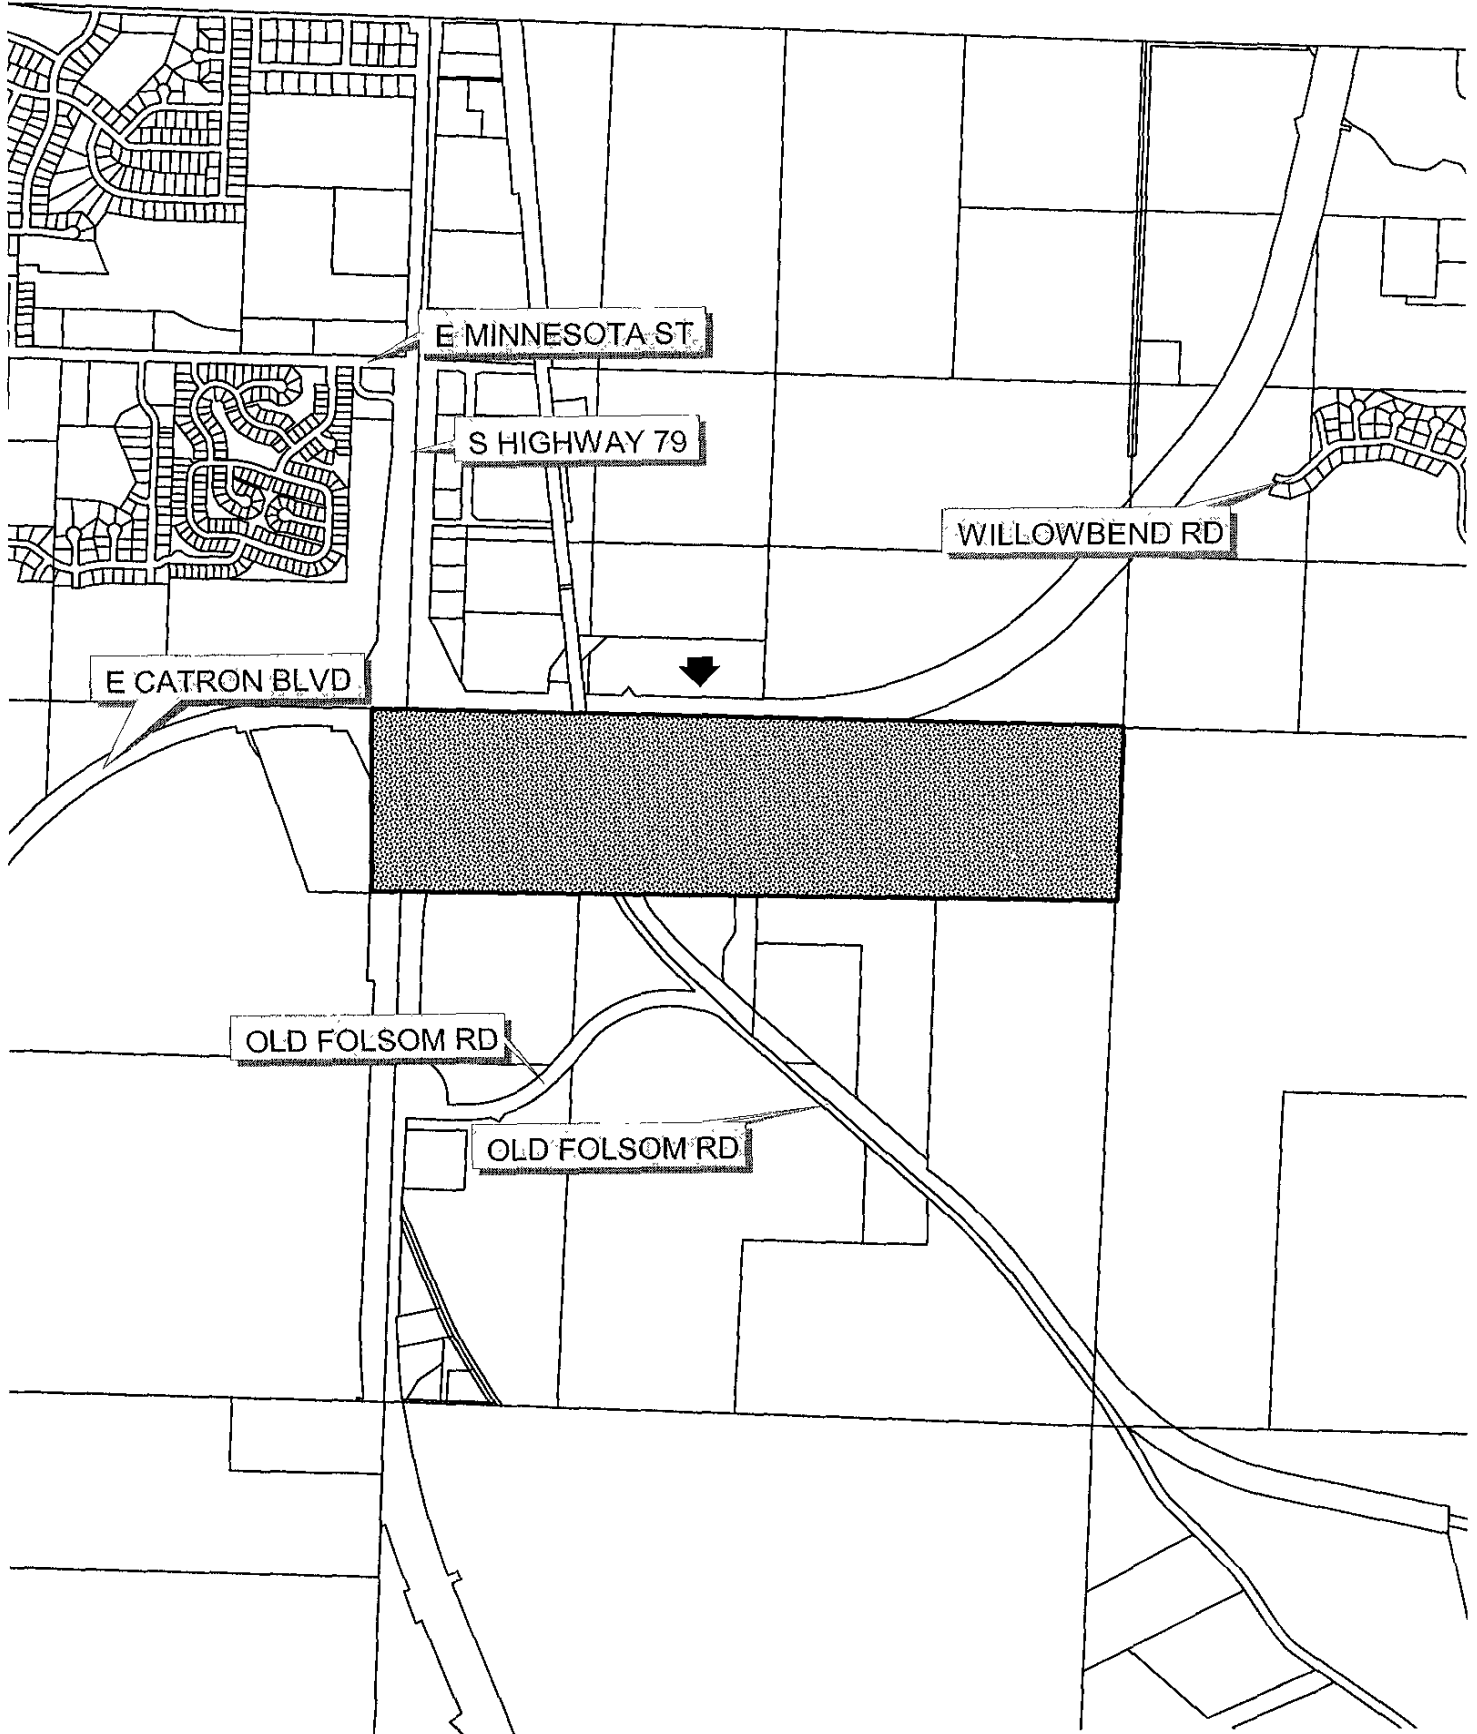 E MINNESOTA ST
S HIGHWAY 79
WILLOWBEND RD
E CATRON BLVD
OLD FOLSOM RD
OLD FOLSOM RD